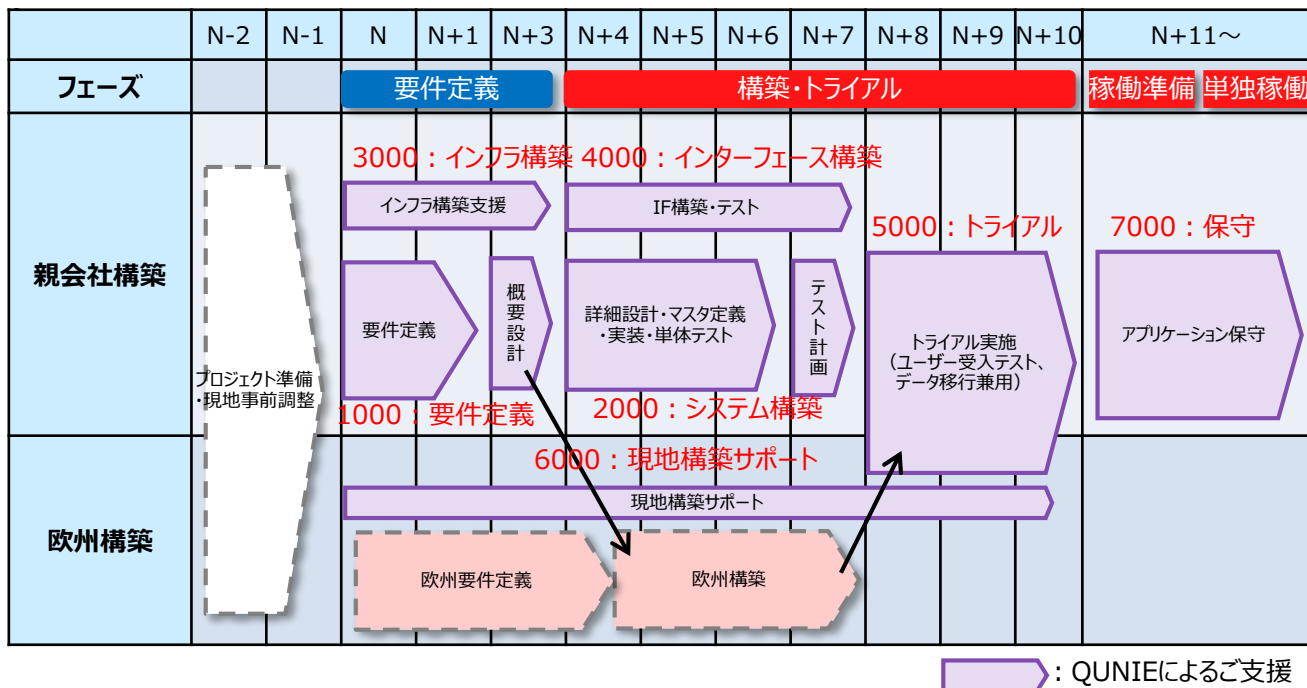 N-2 N-1 N N+1 N+3 N+4 N+5 N+6 N+7 N+8 N+9 N+10 N+11～
フェーズ 要件定義 構築・トライアル 稼働準備 単独稼働
3000：インフラ構築 4000：インターフェース構築
インフラ構築支援 IF構築・テスト
5000：トライアル 7000：保守
親会社構築
要件定義
概要設計
詳細設計・マスタ定義
・実装・単体テスト
テスト計画
トライアル実施
（ユーザー受入テスト、
データ移行兼用）
アプリケーション保守
プロジェクト準備
・現地事前調整
1000：要件定義 2000：システム構築
6000：現地構築サポート
現地構築サポート
欧州構築
欧州要件定義 欧州構築
：QUNIEによるご支援